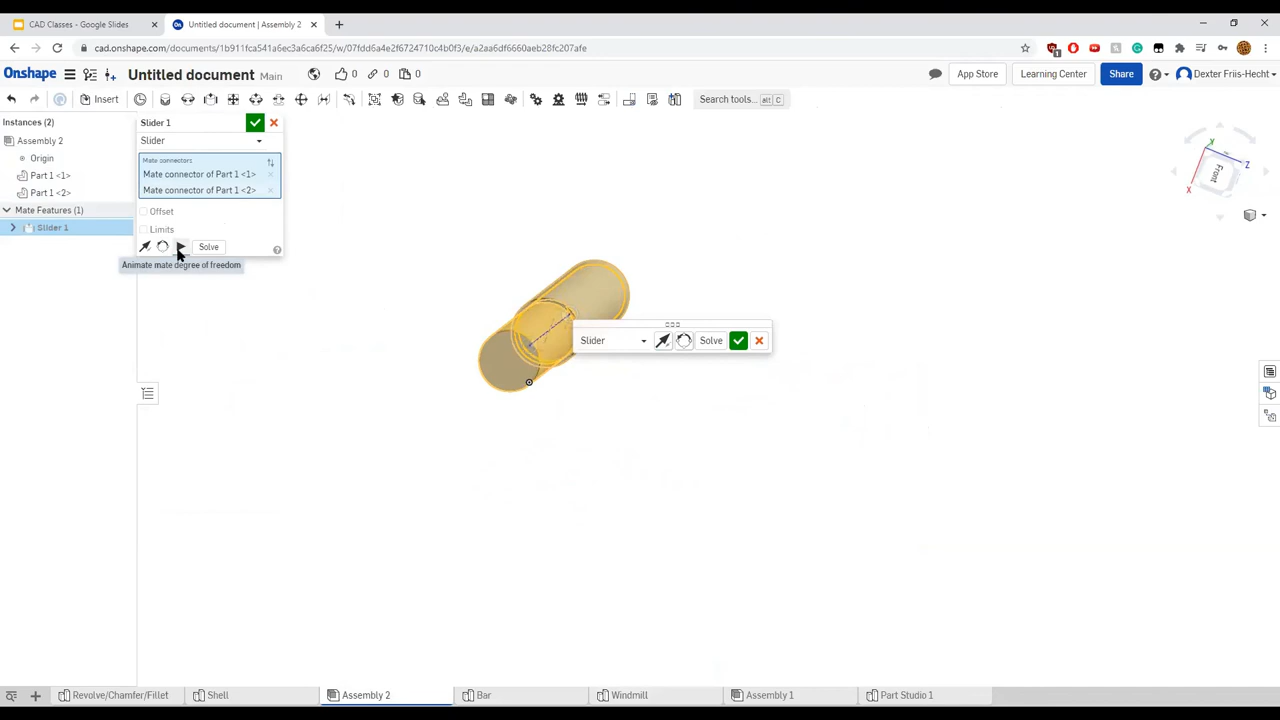 CAD Classes - Google Slides
On
Untitled document | Assembly 2
cad.onshape.com/documents/1b911fca541a6ec3a6ca6f25/w/07fdd6a4e2f6724710c4b0f3/e/a2aa6df6660aeb28fc207afe
1
Onshape
Untitled document
Main
0
0
0
App Store
Learning Center
Share
Dexter Friis-Hecht
Insert
Search tools...
alt
C
Instances (2)
Assembly 2
Origin
Part 1 <1>
Part 1 <2>
Mate Features (1)
Slider 1
Slider 1
Slider
Mate connectors
Mate connector of Part 1 <1>
Mate connector of Part 1 <2>
Offset
Limits
Solve
Animate mate degree of freedom
Slider
Solve
Y
Z
Front
X
Revolve/Chamfer/Fillet
Shell
Assembly 2
Bar
Windmill
Assembly 1
Part Studio 1